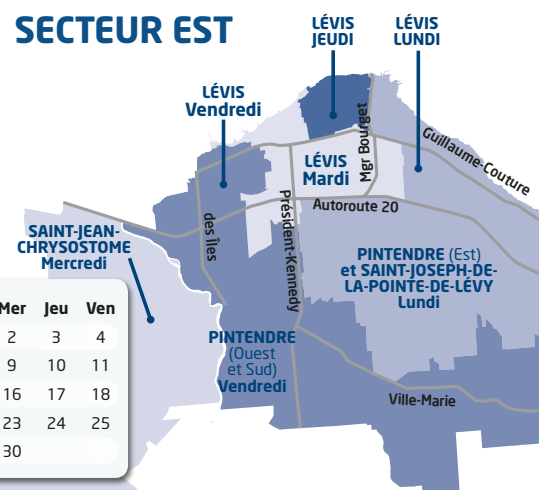 SECTEUR EST
LÉVIS
JEUDI
LÉVIS
LUNDI
LÉVIS
Vendredi
Mgr Bourget
Guillaume-Couture
LÉVIS
Mardi
Autoroute 20
des Îles
Président-Kennedy
SAINT-JEAN-
CHRYSOSTOME
Mercredi
PINTENDRE (Est)
et SAINT-JOSEPH-DE-
LA-POINTE-DE-LÉVY
Lundi
PINTENDRE
(Ouest
et Sud)
Vendredi
Ville-Marie
Mer Jeu Ven
2 3 4
9 10 11
16 17 18
23 24 25
30